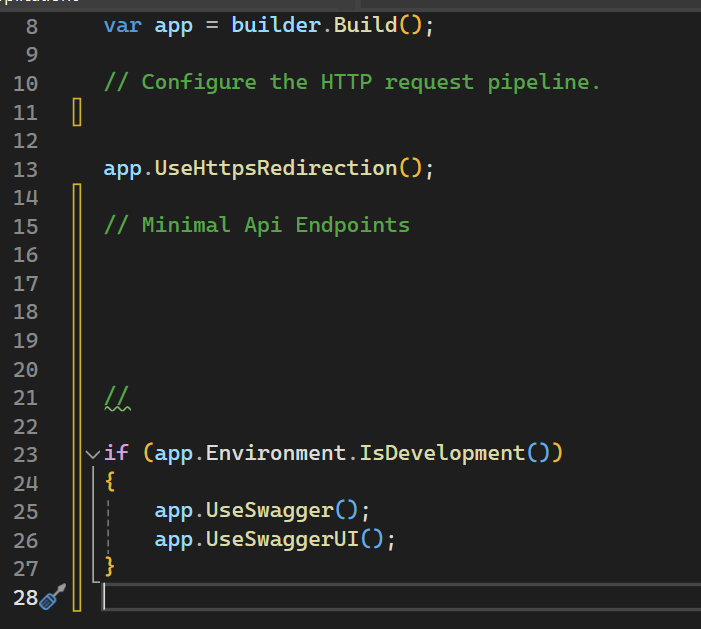 8 var app = builder.Build();
9
10 // Configure the HTTP request pipeline.
11
12
13 app.UseHttpsRedirection();
14
15 // Minimal Api Endpoints
16
17
18
19
20
21 //
22
23 if (app.Environment.IsDevelopment())
24 {
25 app.UseSwagger();
26 app.UseSwaggerUI();
27 }
28